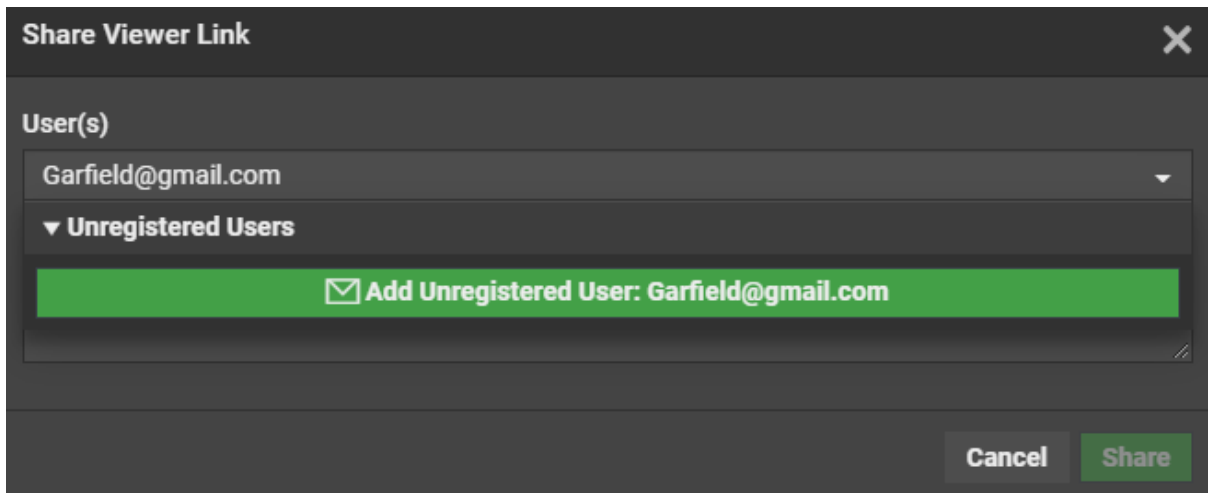 Share Viewer Link
User(s)
Garfield@gmail.com
Unregistered Users
Add Unregistered User: Garfield@gmail.com
Cancel Share